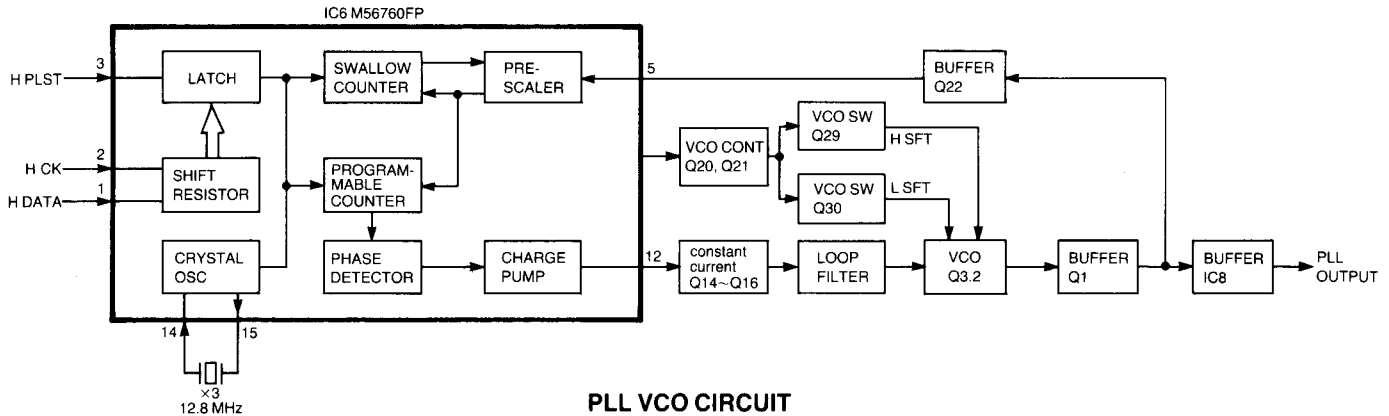 IC6 M56760FP
H PLST
3
LATCH
SWALLOW
COUNTER
PRE-
SCALER
5
BUFFER
Q22
H CK
2
H DATA
1
SHIFT
RESISTOR
PROGRAM-
MABLE
COUNTER
VCO CONT
Q20, Q21
VCO SW
Q29
H SFT
VCO SW
Q30
L SFT
CRYSTAL
OSC
PHASE
DETECTOR
CHARGE
PUMP
12
constant
current
Q14~Q16
LOOP
FILTER
VCO
Q3.2
BUFFER
Q1
BUFFER
IC8
PLL
OUTPUT
14
15
×3
12.8 MHz
PLL VCO CIRCUIT